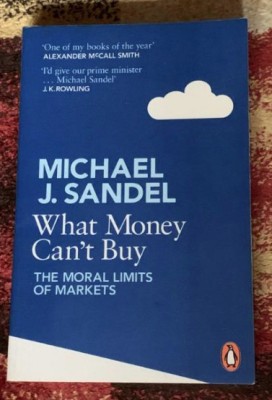 ‘One of my books of the year’
ALEXANDER McCALL SMITH
‘I’d give our prime minister
. . . Michael Sandel’
J.K. ROWLING
MICHAEL
J. SANDEL
What Money
Can’t Buy
THE MORAL LIMITS
OF MARKETS